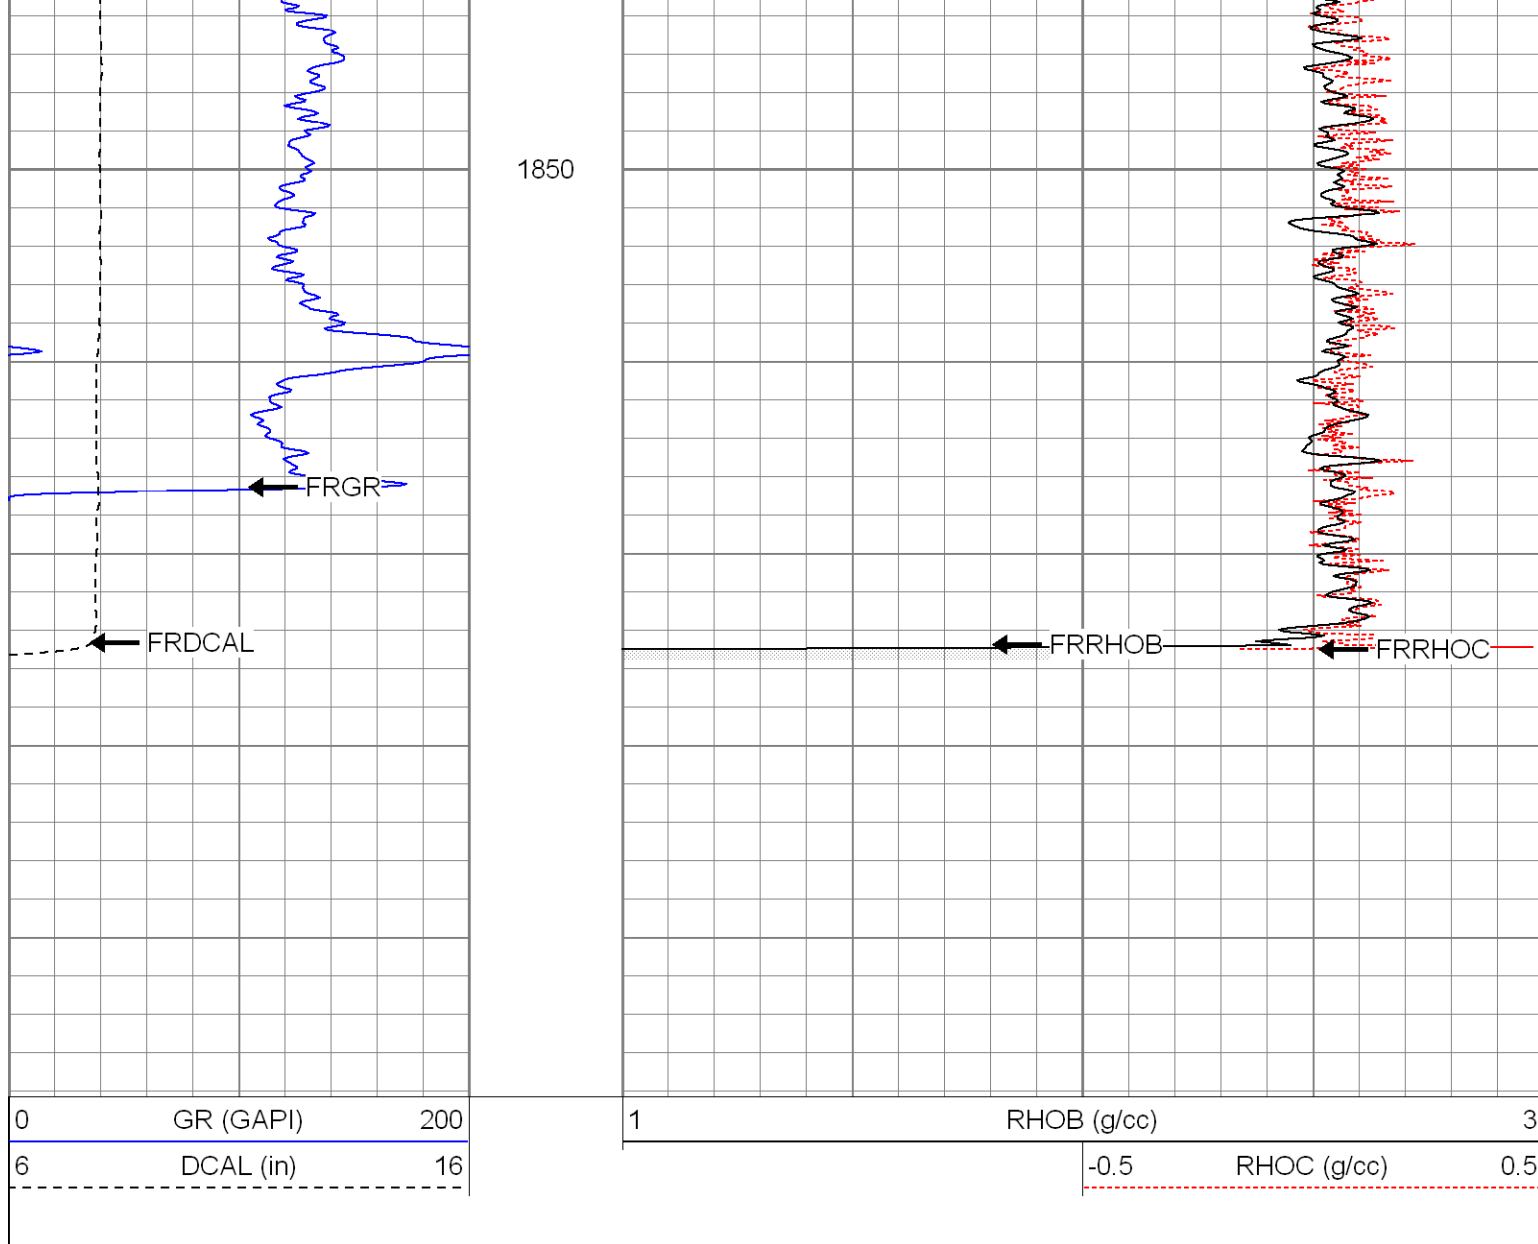 1850
FRGR
FRDCAL
FRRHOB
FRRHOC
0 GR (GAPI) 200
6 DCAL (in) 16
1 RHOB (g/cc) 3
-0.5 RHOC (g/cc) 0.5